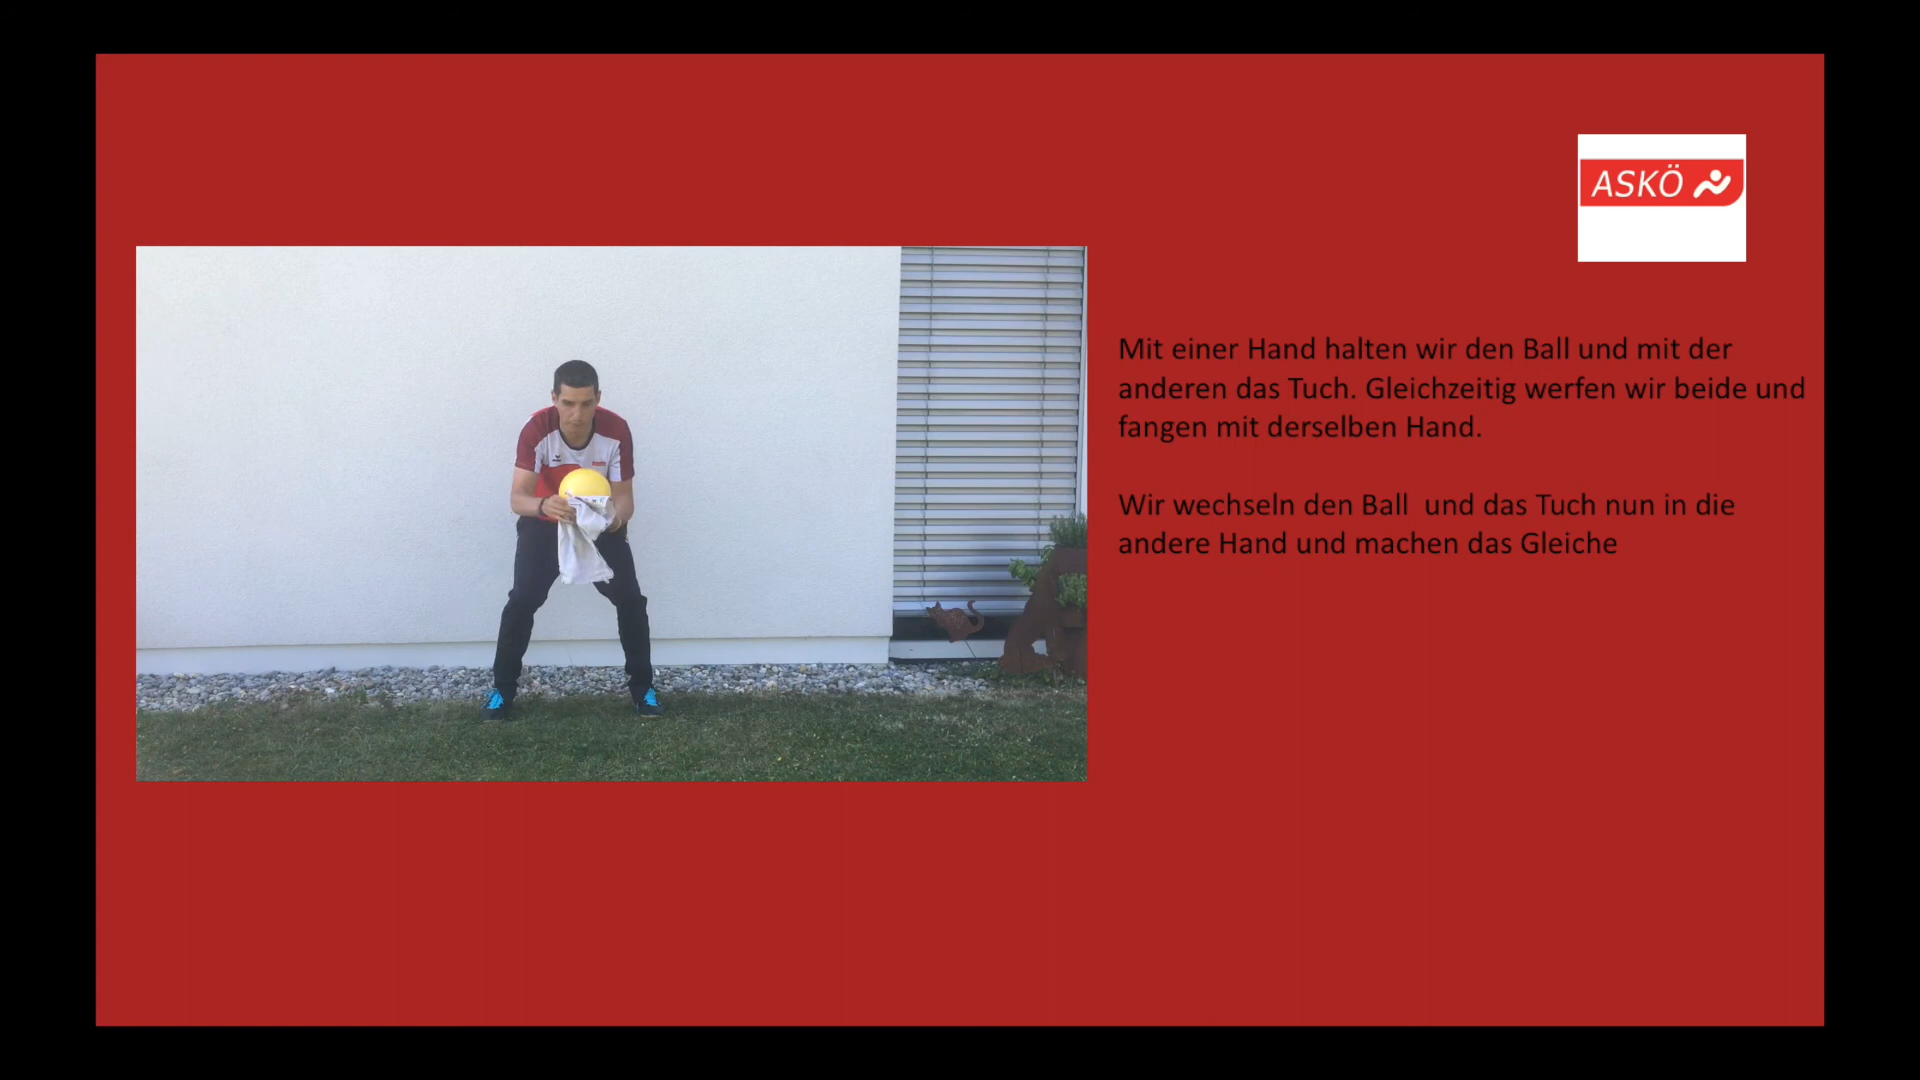 ASKÖ
Mit einer Hand halten wir den Ball und mit der
anderen das Tuch. Gleichzeitig werfen wir beide und
fangen mit derselben Hand.
Wir wechseln den Ball  und das Tuch nun in die
andere Hand und machen das Gleiche